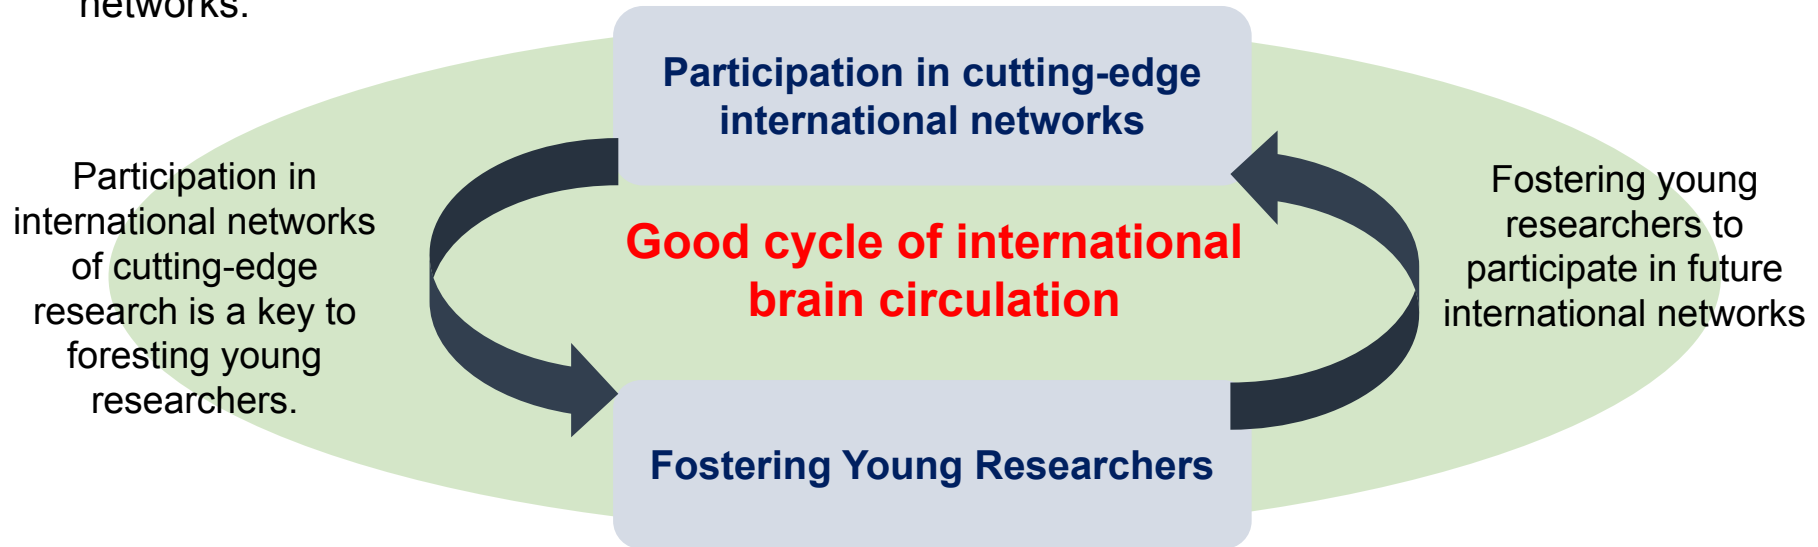 networks.
Participation in cutting-edge
international networks
Participation in
international networks
of cutting-edge
research is a key to
foresting young
researchers.
Good cycle of international
brain circulation
Fostering young
researchers to
participate in future
international networks
Fostering Young Researchers